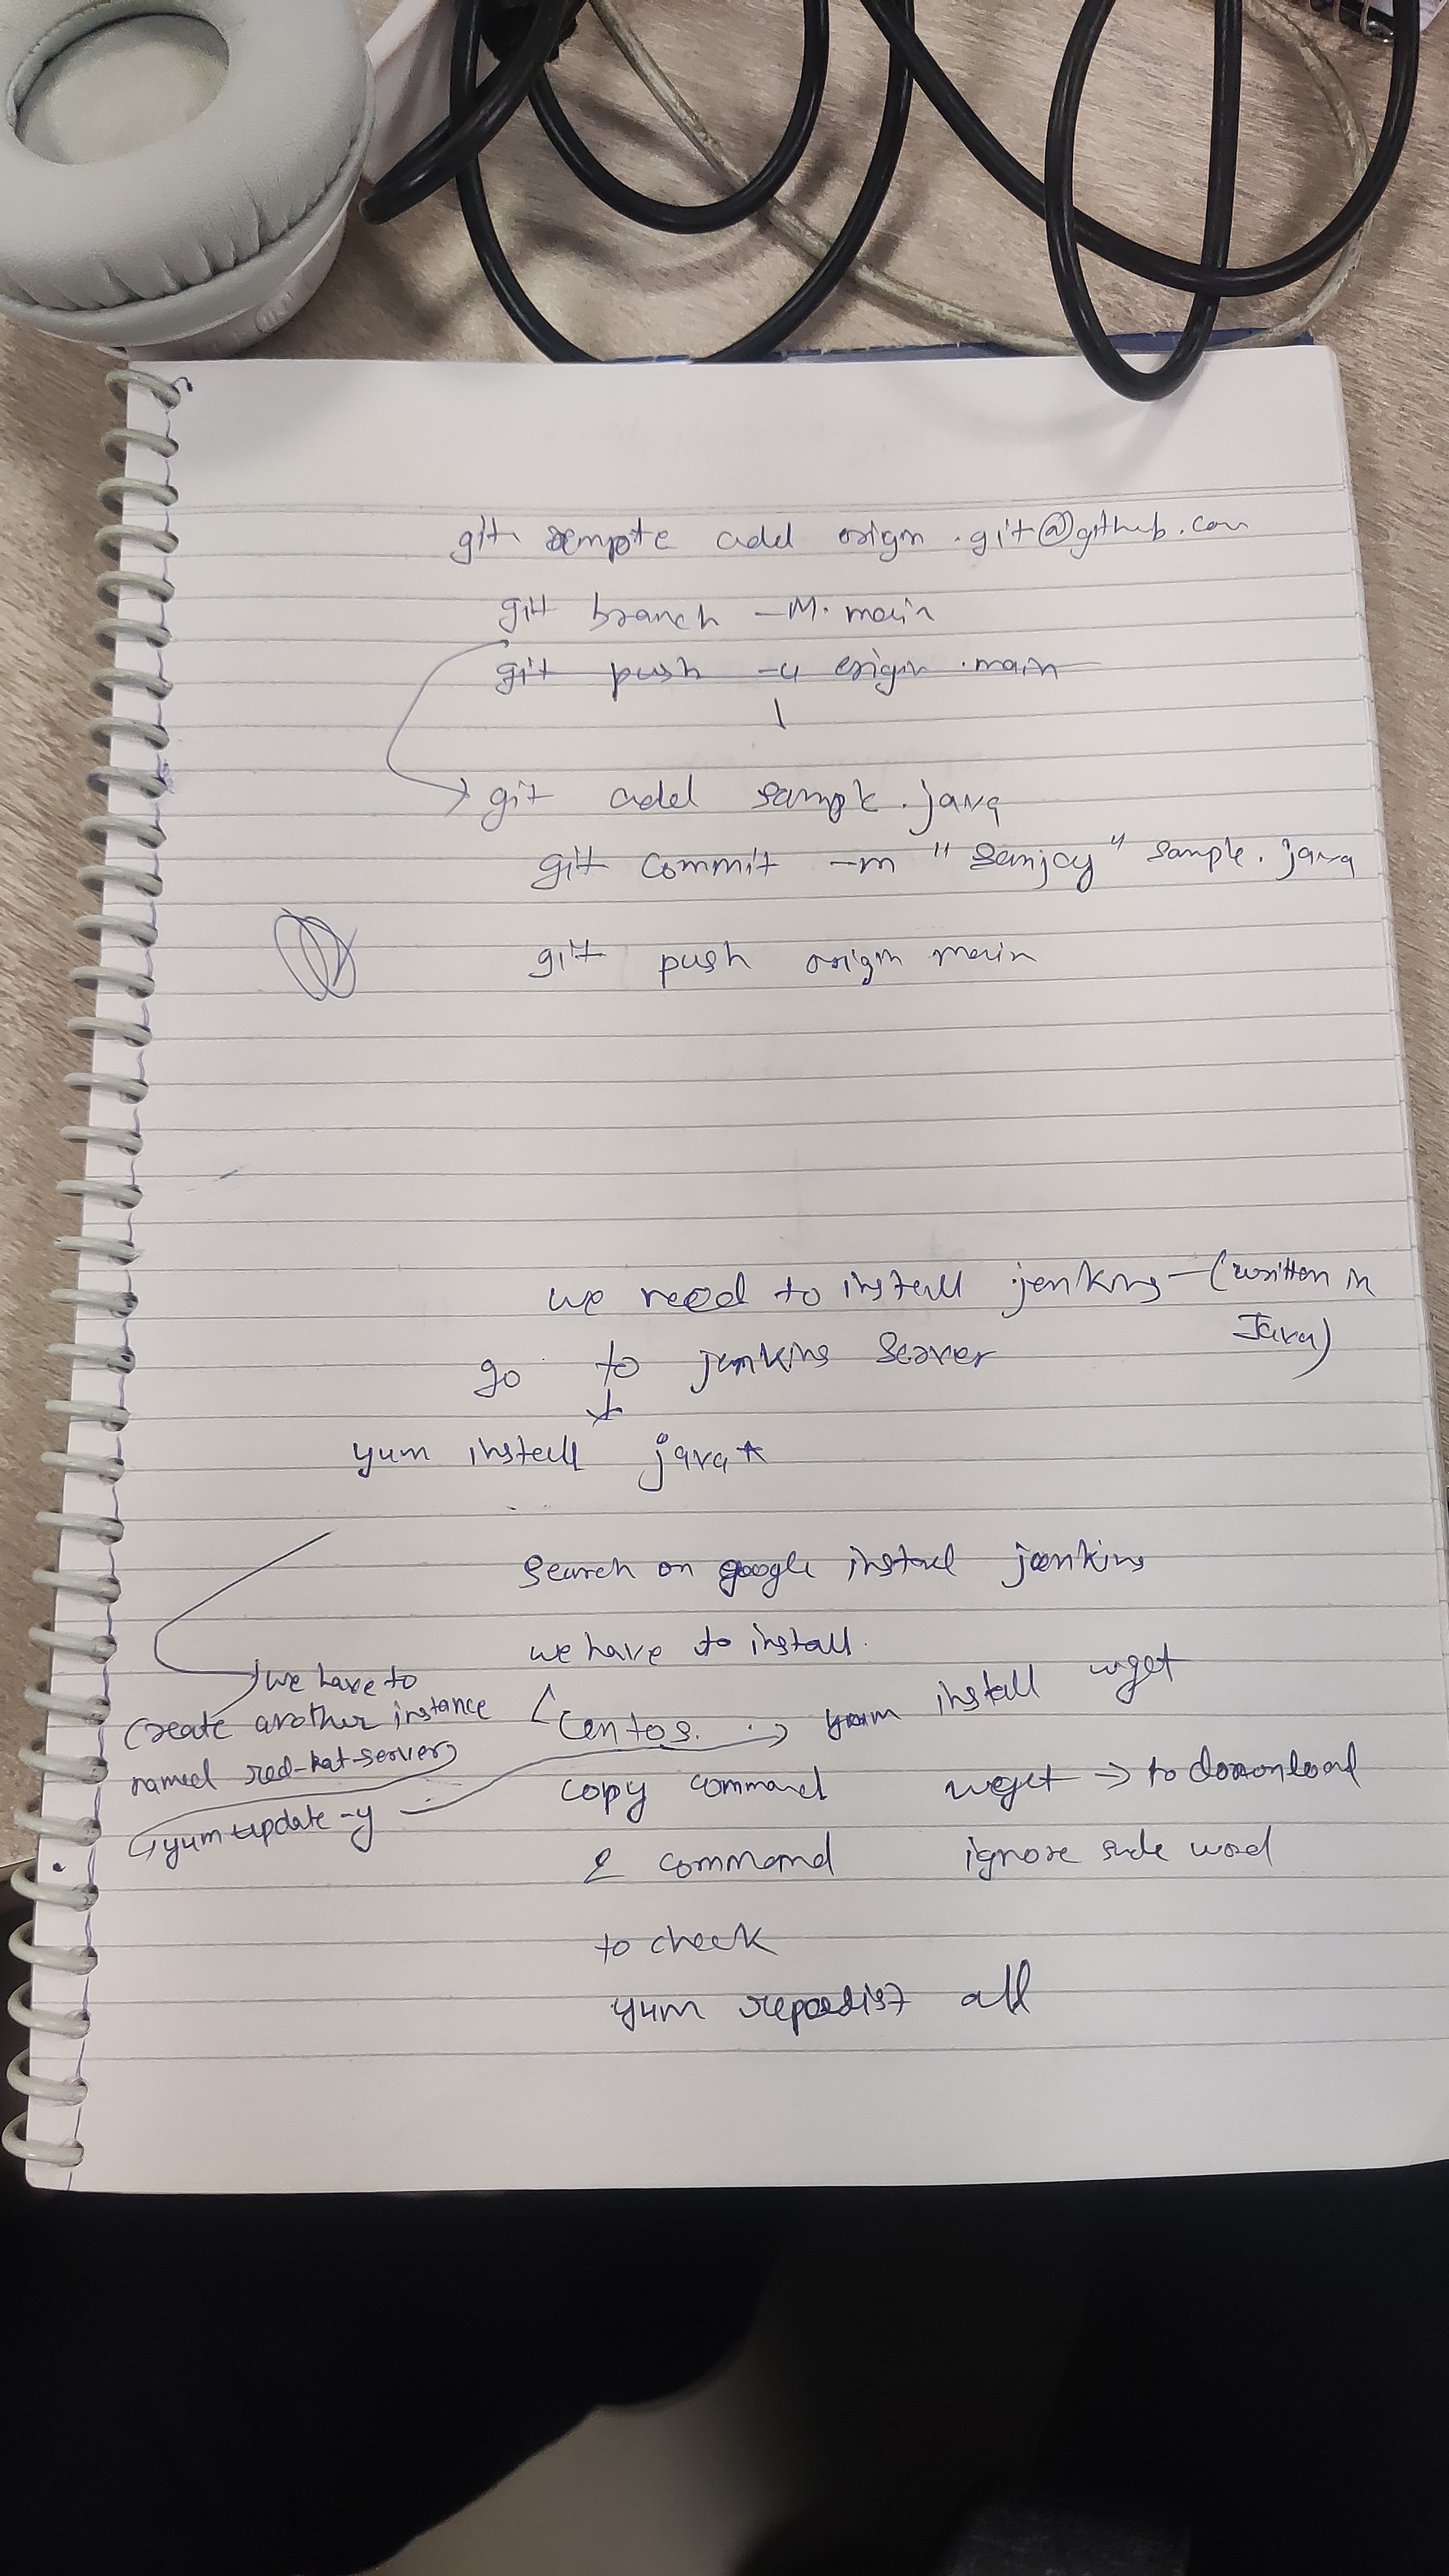 git remote add origin .git@github.com
git branch -M. main
git push -u origin .main
git add sample.java
git commit -m "Sanjay" sample.java
git push origin main
we need to install jenkins - (written in
Java)
go to jenkins server
yum install java*
search on google install jenkins
we have to install.
we have to
create another instance
named red-hat-server
yum update -y
Centos. -> yum install wget
copy command wget -> to download
2 command ignore sudo word
to check
yum repolist all